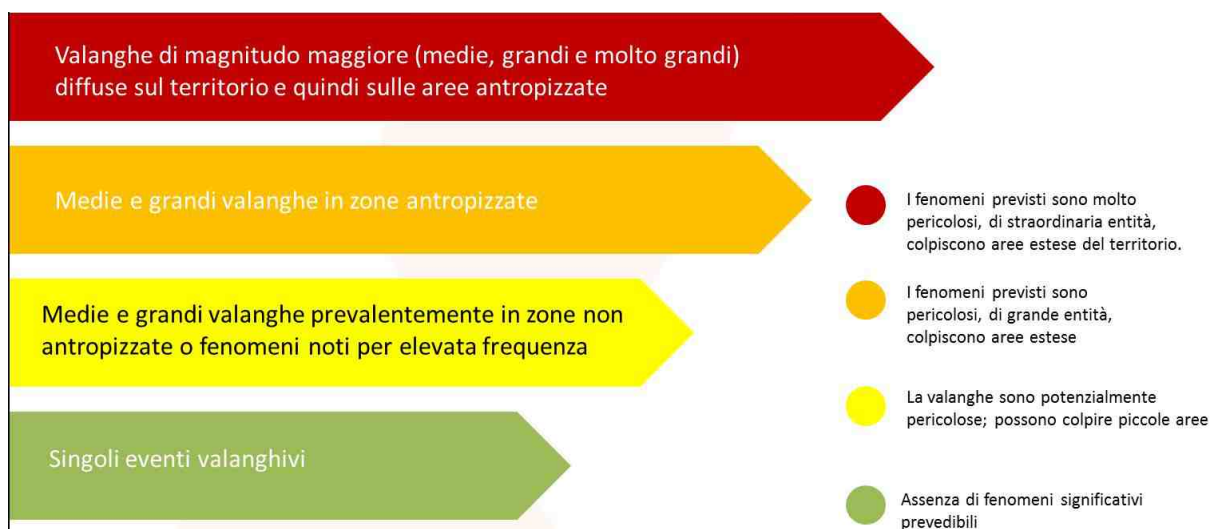 Valanghe di magnitudo maggiore (medie, grandi e molto grandi)
diffuse sul territorio e quindi sulle aree antropizzate
Medie e grandi valanghe in zone antropizzate
Medie e grandi valanghe prevalentemente in zone non
antropizzate o fenomeni noti per elevata frequenza
Singoli eventi valanghivi
I fenomeni previsti sono molto
pericolosi, di straordinaria entità,
colpiscono aree estese del territorio.
I fenomeni previsti sono
pericolosi, di grande entità,
colpiscono aree estese
La valanghe sono potenzialmente
pericolose; possono colpire piccole aree
Assenza di fenomeni significativi
prevedibili